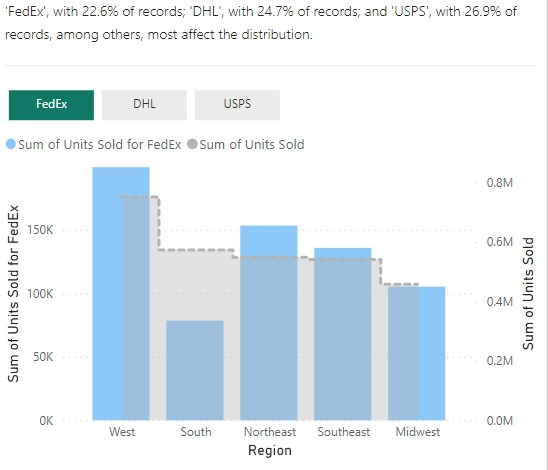 'FedEx', with 22.6% of records; 'DHL', with 24.7% of records; and 'USPS', with 26.9% of
records, among others, most affect the distribution.
FedEx DHL USPS
Sum of Units Sold for FedEx Sum of Units Sold
Sum of Units Sold for FedEx
150K
100K
50K
0K
0.8M
0.6M
0.4M
0.2M
0.0M
Sum of Units Sold
West South Northeast Southeast Midwest
Region